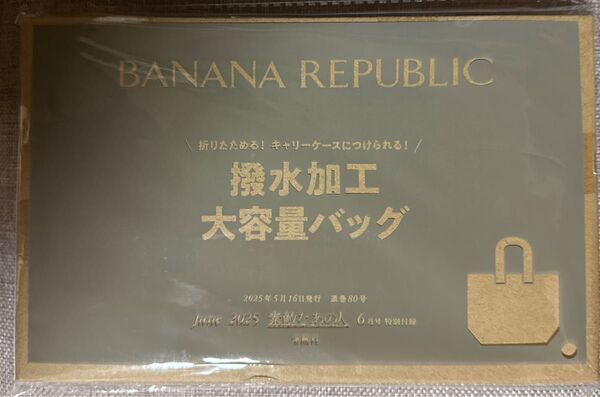 BANANA REPUBLIC
\ 折りたためる！キャリーケースにつけられる！ /
撥水加工
大容量バッグ
2025年5月16日発行 通巻80号
June 2025 素敵なあの人 6月号 特別付録
宝島社